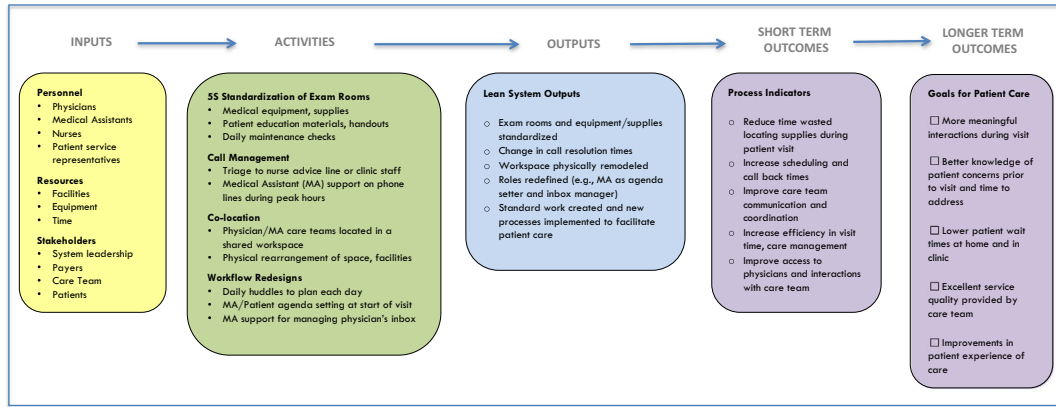 INPUTS
ACTIVITIES
OUTPUTS
SHORT TERM
OUTCOMES
LONGER TERM
OUTCOMES
Personnel
• Physicians
• Medical Assistants
• Nurses
• Patient service
representatives
Resources
• Facilities
• Equipment
• Time
Stakeholders
• System leadership
• Payers
• Care Team
• Patients
5S Standardization of Exam Rooms
• Medical equipment, supplies
• Patient education materials, handouts
• Daily maintenance checks
Call Management
• Triage to nurse advice line or clinic staff
• Medical Assistant (MA) support on phone
lines during peak hours
Co-location
• Physician/MA care teams located in a
shared workspace
• Physical rearrangement of space, facilities
Workflow Redesigns
• Daily huddles to plan each day
• MA/Patient agenda setting at start of visit
• MA support for managing physician's inbox
Lean System Outputs
o Exam rooms and equipment/supplies
standardized
o Change in call resolution times
o Workspace physically remodeled
o Roles redefined (e.g., MA as agenda
setter and inbox manager)
o Standard work created and new
processes implemented to facilitate
patient care
Process Indicators
o Reduce time wasted
locating supplies during
patient visit
o Increase scheduling and
call back times
o Improve care team
communication and
coordination
o Increase efficiency in visit
time, care management
o Improve access to
physicians and interactions
with care team
Goals for Patient Care
☐ More meaningful
interactions during visit
☐ Better knowledge of
patient concerns prior
to visit and time to
address
☐ Lower patient wait
times at home and in
clinic
☐ Excellent service
quality provided by
care team
☐ Improvements in
patient experience of
care